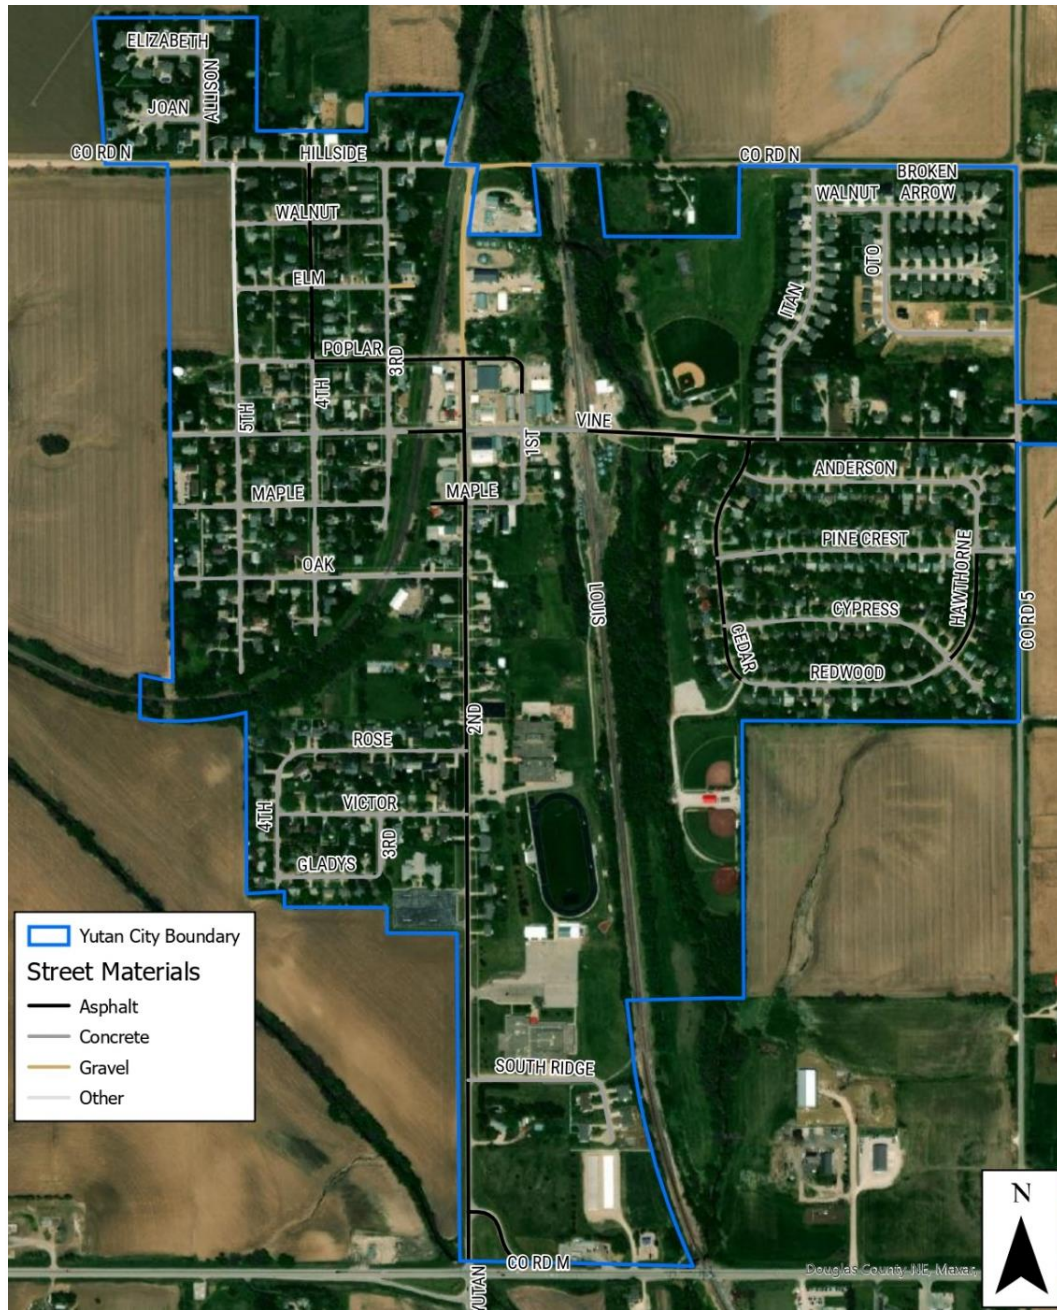 ELIZABETH
ALLISON
JOAN
CO RD N
HILLSIDE
CO RD N
BROKEN
ARROW
WALNUT
WALNUT
ELM
OTO
ITAN
POPLAR
3RD
4TH
5TH
VINE
1ST
ANDERSON
MAPLE
MAPLE
PINE CREST
HAWTHORNE
OAK
LOUIS
CYPRESS
CEDAR
REDWOOD
CO RD 5
2ND
ROSE
VICTOR
4TH
3RD
GLADYS
Yutan City Boundary
Street Materials
Asphalt
Concrete
Gravel
Other
SOUTH RIDGE
N
CO RD M
YUTAN
Douglas County NE, Maxar,